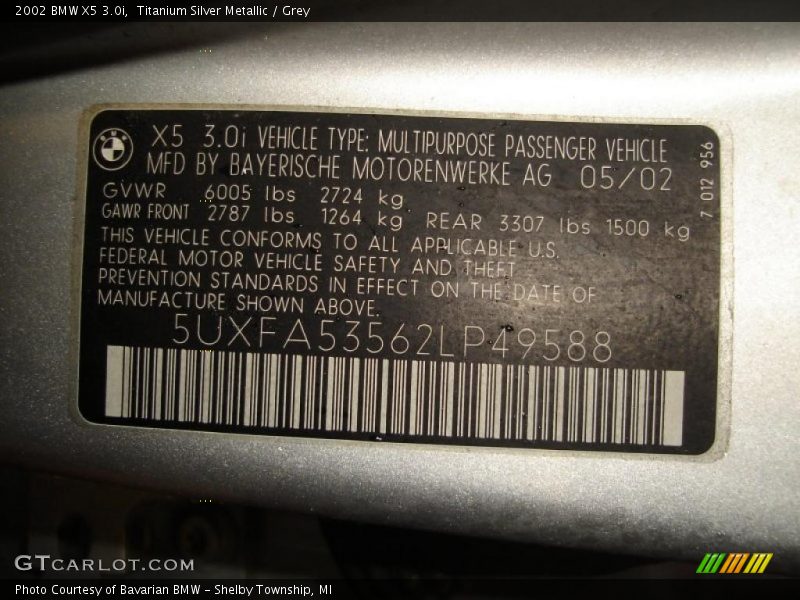 2002 BMW X5 3.0i, Titanium Silver Metallic / Grey
BMW
X5 3.0i VEHICLE TYPE: MULTIPURPOSE PASSENGER VEHICLE
MFD BY BAYERISCHE MOTORENWERKE AG 05/02
7 012 956
GVWR 6005 lbs 2724 kg
GAWR FRONT 2787 lbs 1264 kg REAR 3307 lbs 1500 kg
THIS VEHICLE CONFORMS TO ALL APPLICABLE U.S.
FEDERAL MOTOR VEHICLE SAFETY AND THEFT
PREVENTION STANDARDS IN EFFECT ON THE DATE OF
MANUFACTURE SHOWN ABOVE.
5UXFA53562LP49588
GTCARLOT.COM
Photo Courtesy of Bavarian BMW - Shelby Township, MI